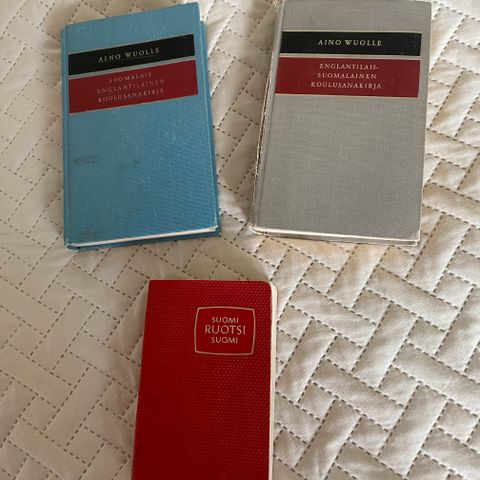 AINO WUOLLE
SUOMALAIS
ENGLANTILAINEN
KOULUSANAKIRJA
AINO WUOLLE
ENGLANTILAIS-
SUOMALAINEN
KOULUSANAKIRJA
SUOMI
RUOTSI
SUOMI